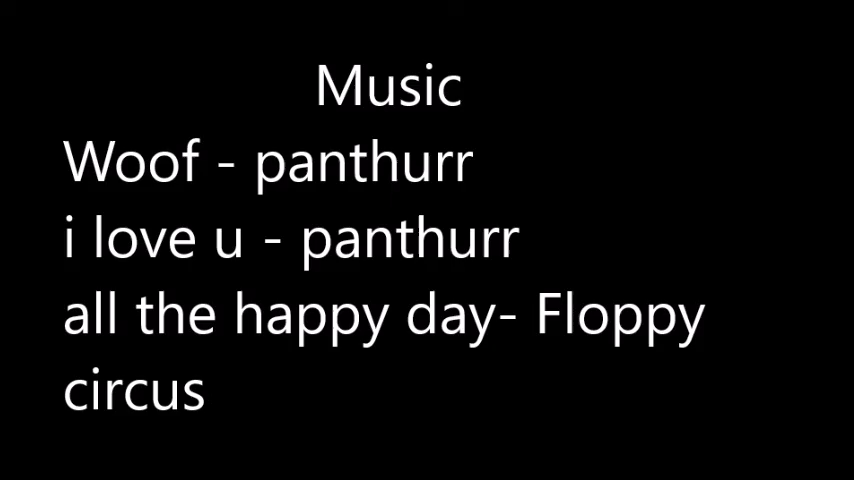 Music
Woof - panthurr
i love u - panthurr
all the happy day- Floppy
circus